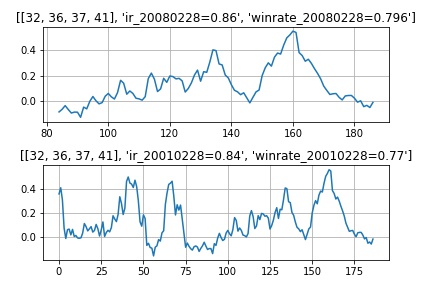 [[32, 36, 37, 41], 'ir_20080228=0.86', 'winrate_20080228=0.796']
0.4
0.2
0.0
80 100 120 140 160 180
[[32, 36, 37, 41], 'ir_20010228=0.84', 'winrate_20010228=0.77']
0.4
0.2
0.0
0 25 50 75 100 125 150 175